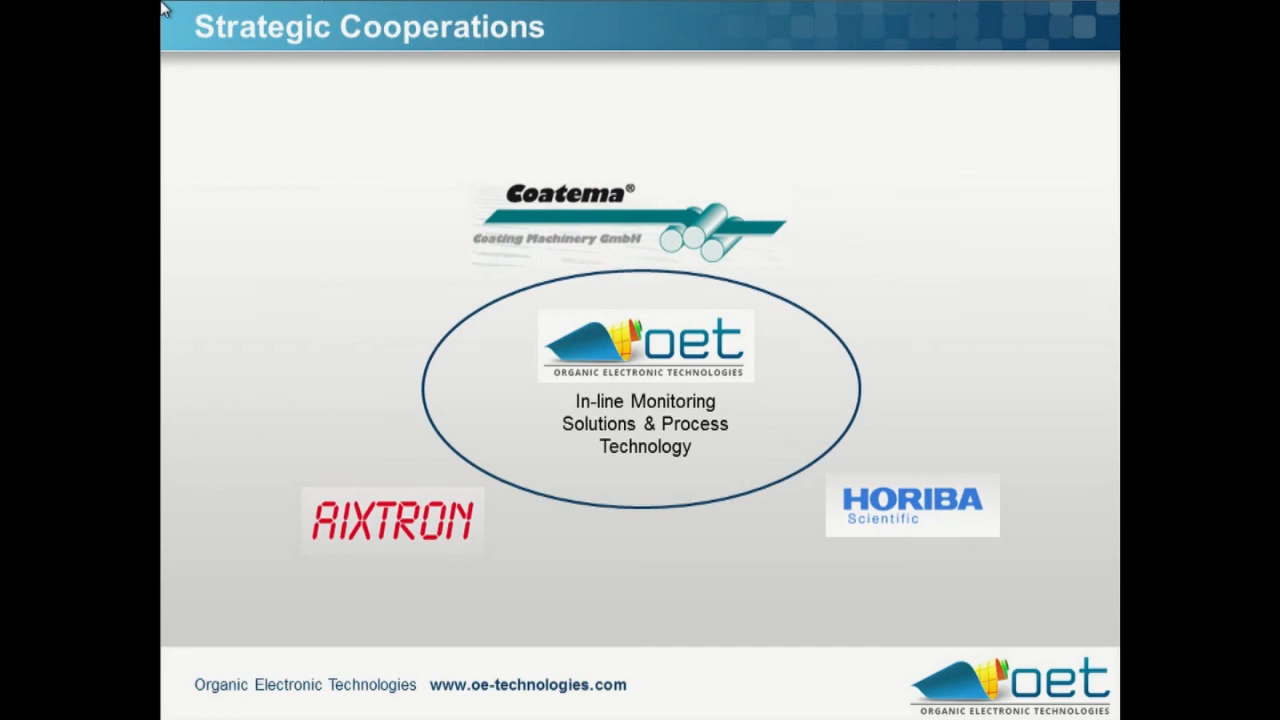 Strategic Cooperations
Coatema®
Coating Machinery GmbH
oet
ORGANIC ELECTRONIC TECHNOLOGIES
In-line Monitoring
Solutions & Process
Technology
AIXTRON
HORIBA
Scientific
Organic Electronic Technologies www.oe-technologies.com
oet
ORGANIC ELECTRONIC TECHNOLOGIES